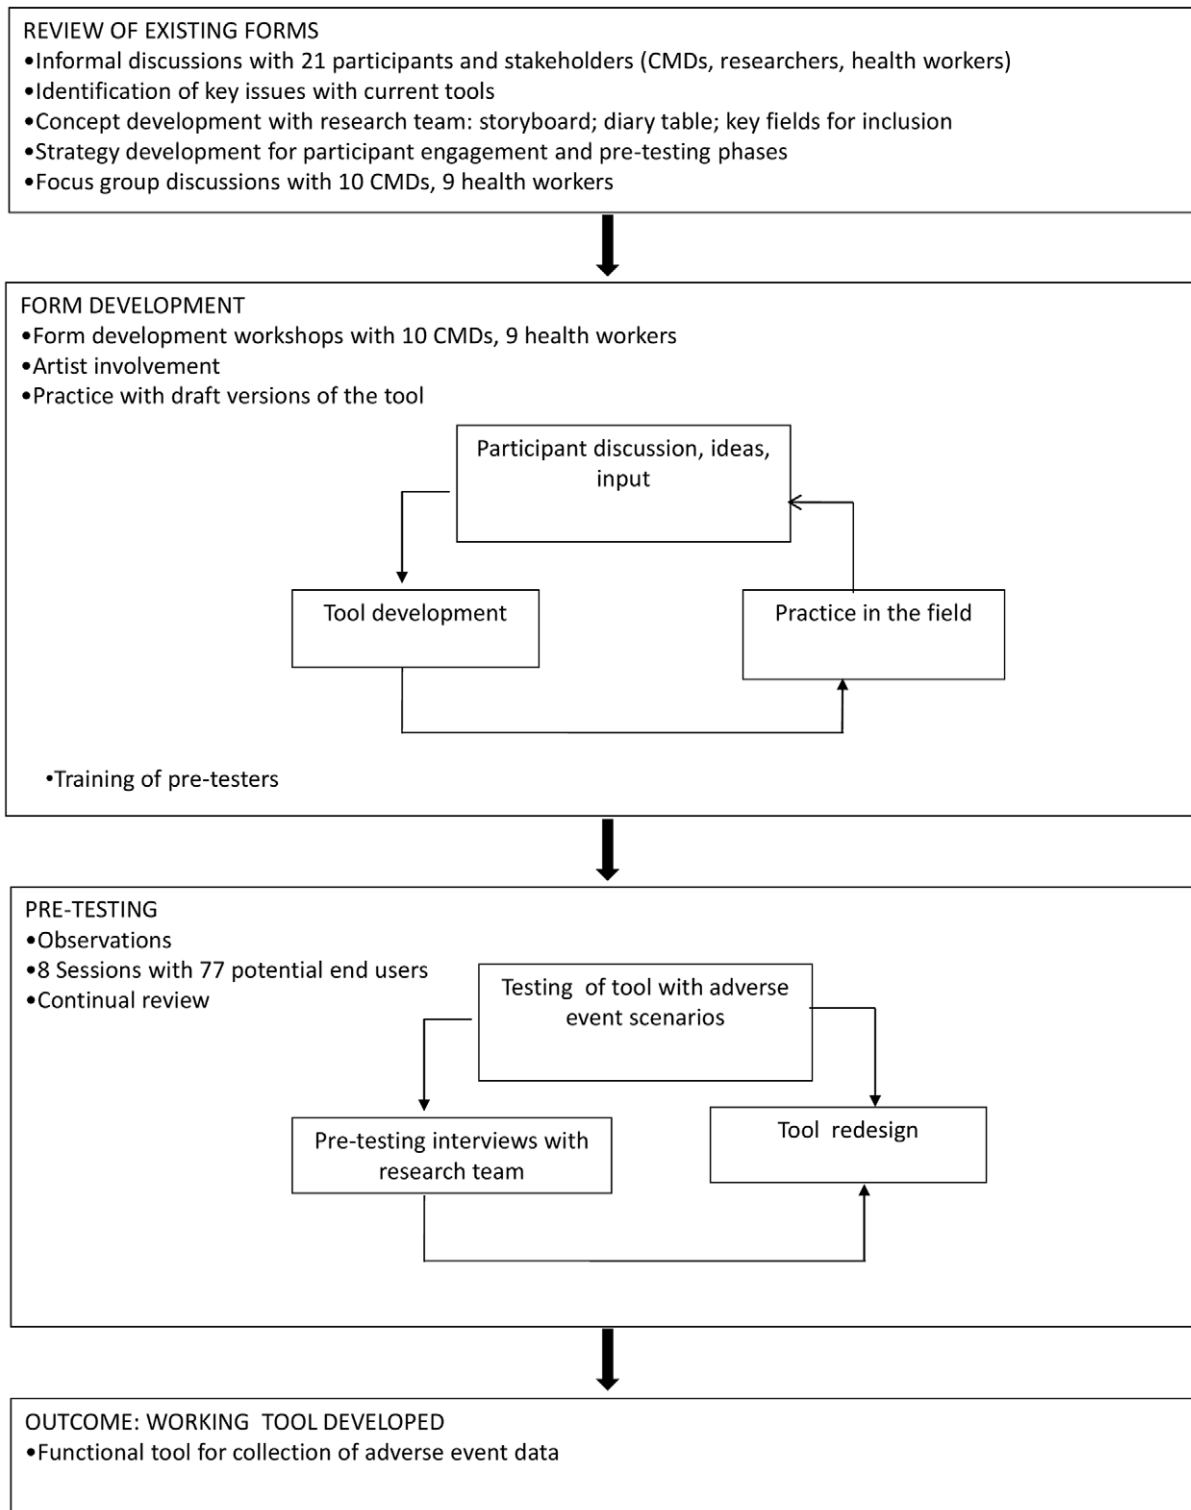 REVIEW OF EXISTING FORMS
•Informal discussions with 21 participants and stakeholders (CMDs, researchers, health workers)
•Identification of key issues with current tools
•Concept development with research team: storyboard; diary table; key fields for inclusion
•Strategy development for participant engagement and pre-testing phases
•Focus group discussions with 10 CMDs, 9 health workers
FORM DEVELOPMENT
•Form development workshops with 10 CMDs, 9 health workers
•Artist involvement
•Practice with draft versions of the tool
Participant discussion, ideas,
input
Tool development
Practice in the field
•Training of pre-testers
PRE-TESTING
•Observations
•8 Sessions with 77 potential end users
•Continual review
Testing of tool with adverse
event scenarios
Pre-testing interviews with
research team
Tool redesign
OUTCOME: WORKING TOOL DEVELOPED
•Functional tool for collection of adverse event data